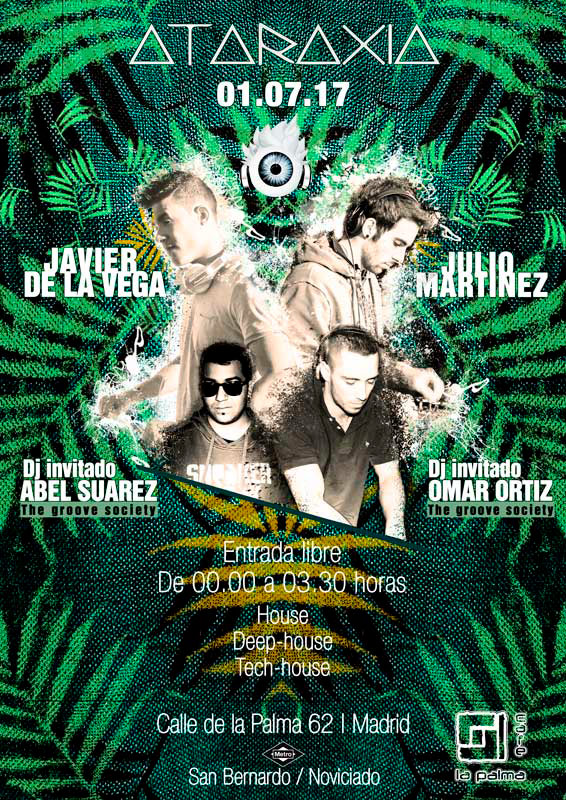 ATARAXIA
01.07.17
JAVIER
DE LA VEGA
JULIO
MARTINEZ
Dj invitado
ABEL SUAREZ
The groove society
Dj invitado
OMAR ORTIZ
The groove society
Entrada libre
De 00.00 a 03.30 horas
House
Deep-house
Tech-house
Calle de la Palma 62 | Madrid
Metro
San Bernardo / Noviciado
café
la palma